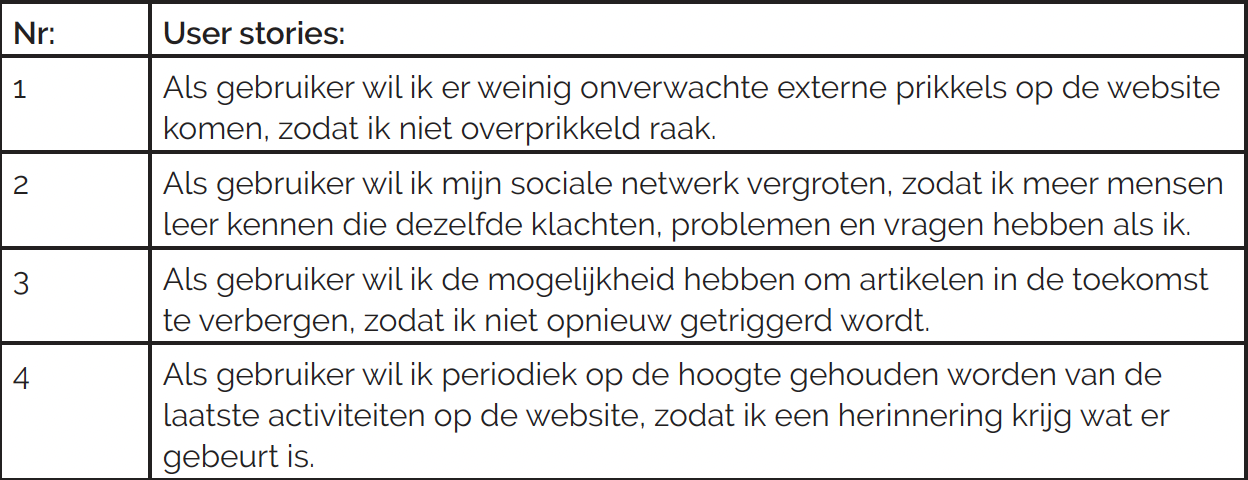 Nr: User stories:
1 Als gebruiker wil ik er weinig onverwachte externe prikkels op de website
komen, zodat ik niet overprikkeld raak.
2 Als gebruiker wil ik mijn sociale netwerk vergroten, zodat ik meer mensen
leer kennen die dezelfde klachten, problemen en vragen hebben als ik.
3 Als gebruiker wil ik de mogelijkheid hebben om artikelen in de toekomst
te verbergen, zodat ik niet opnieuw getriggerd wordt.
4 Als gebruiker wil ik periodiek op de hoogte gehouden worden van de
laatste activiteiten op de website, zodat ik een herinnering krijg wat er
gebeurt is.